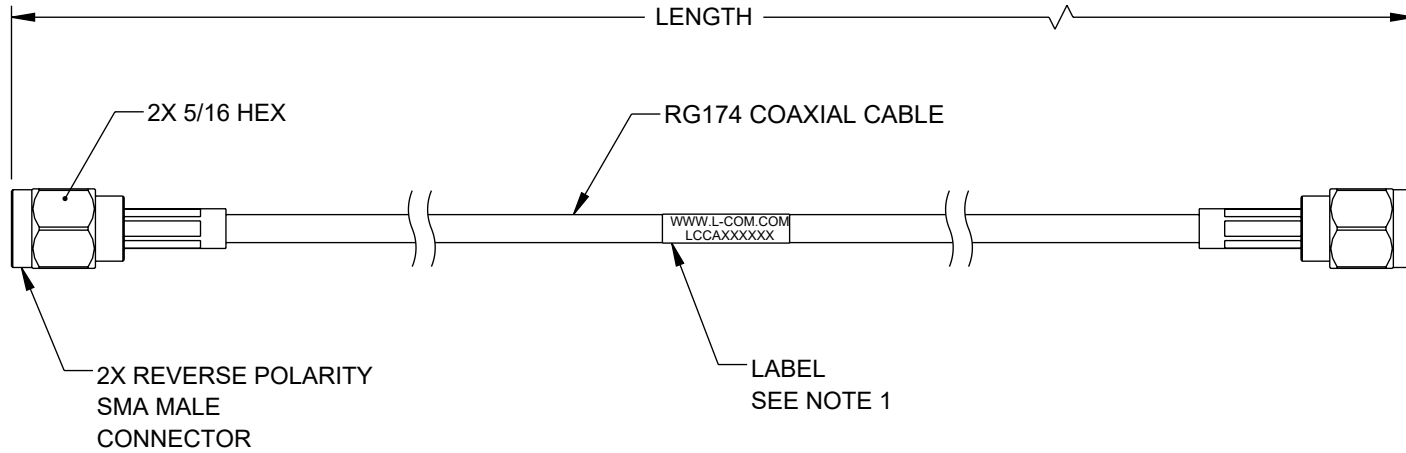 LENGTH
2X 5/16 HEX
RG174 COAXIAL CABLE
WWW.L-COM.COM
LCCAXXXXXX
2X REVERSE POLARITY
SMA MALE
CONNECTOR
LABEL
SEE NOTE 1